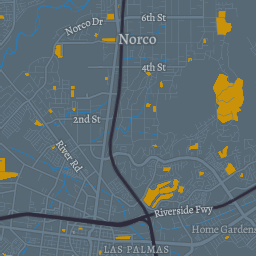 6th St
Norco Dr
Norco
4th St
2nd St
River Rd
Riverside Fwy
Home Gardens
LAS PALMAS